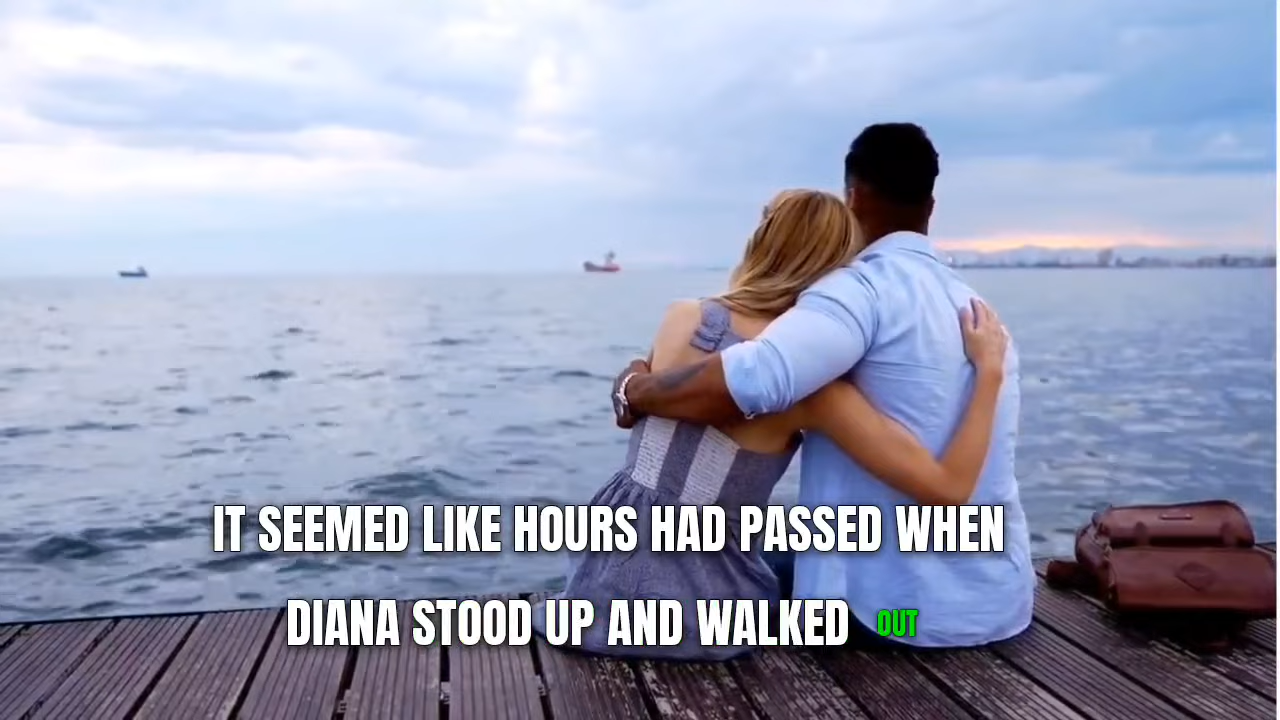 IT SEEMED LIKE HOURS HAD PASSED WHEN
DIANA STOOD UP AND WALKED OUT